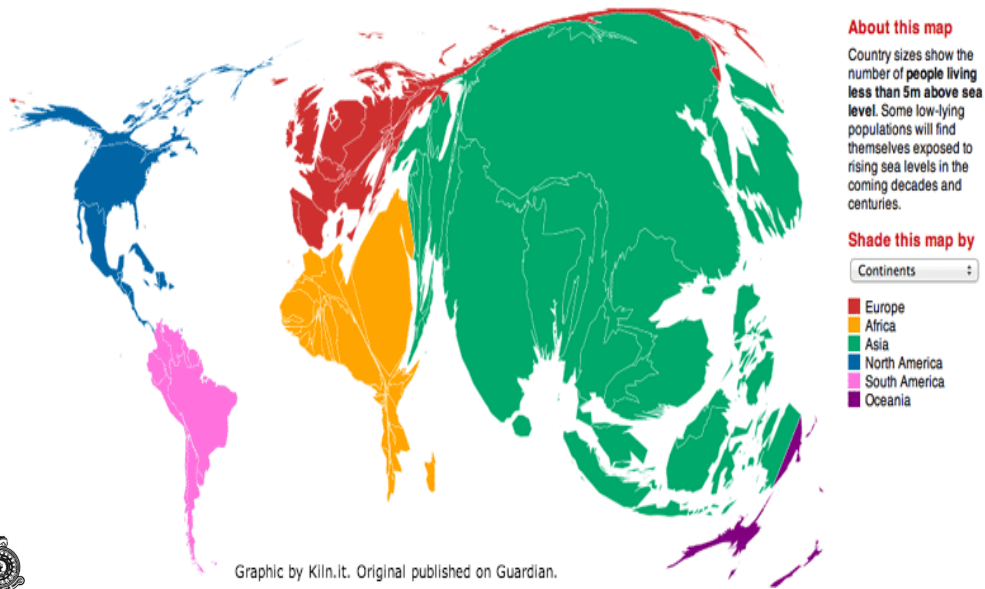 About this map
Country sizes show the
number of people living
less than 5m above sea
level. Some low-lying
populations will find
themselves exposed to
rising sea levels in the
coming decades and
centuries.
Shade this map by
Continents
Europe
Africa
Asia
North America
South America
Oceania
Graphic by Kiln.it. Original published on Guardian.